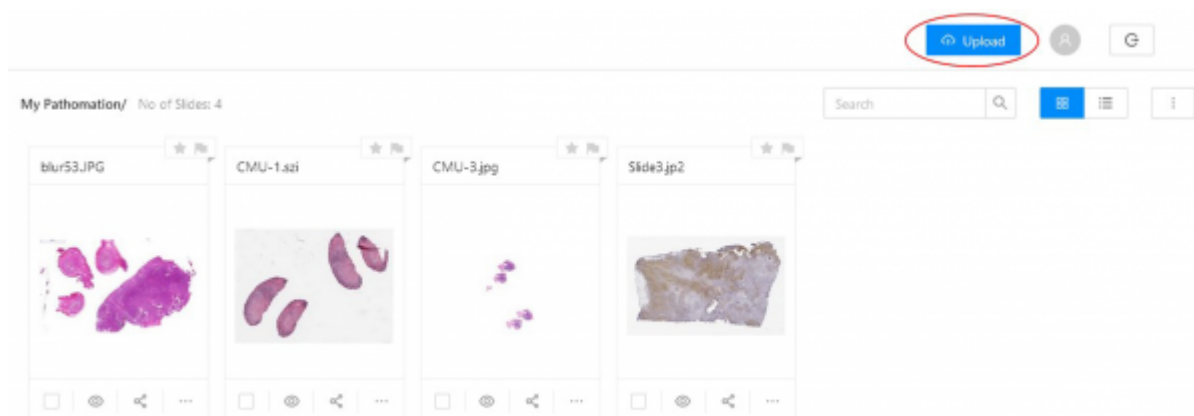 Upload
My Pathomation/ No of Slides: 4
Search
blur53.JPG
CMU-1.szi
CMU-3.jpg
Slide3.jp2